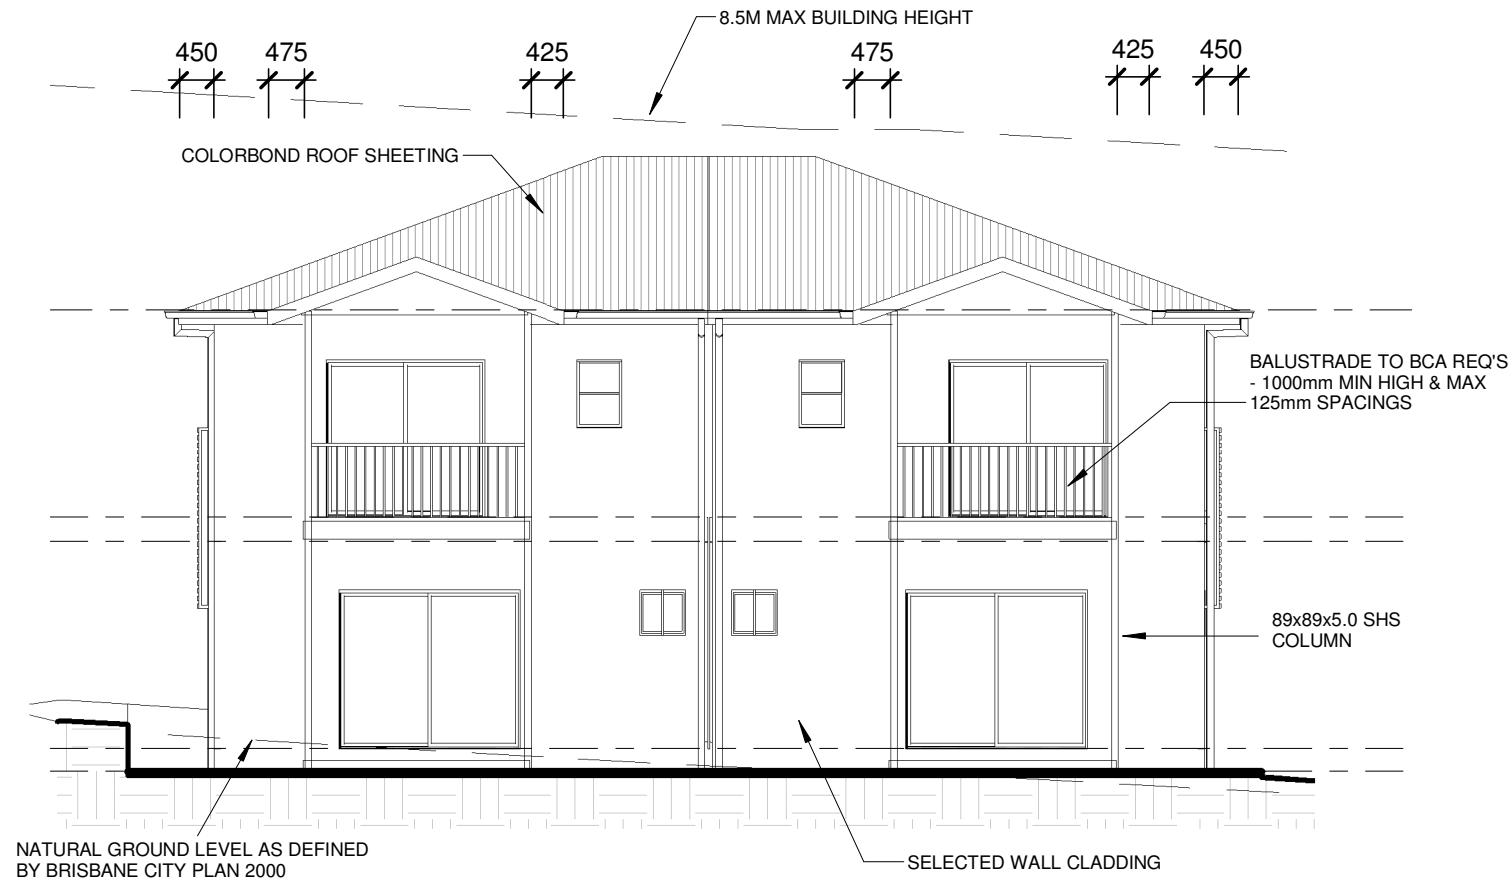 8.5M MAX BUILDING HEIGHT
450 475 425 475 425 450
COLORBOND ROOF SHEETING
BALUSTRADE TO BCA REQ'S
- 1000mm MIN HIGH & MAX
125mm SPACINGS
89x89x5.0 SHS
COLUMN
NATURAL GROUND LEVEL AS DEFINED
BY BRISBANE CITY PLAN 2000
SELECTED WALL CLADDING